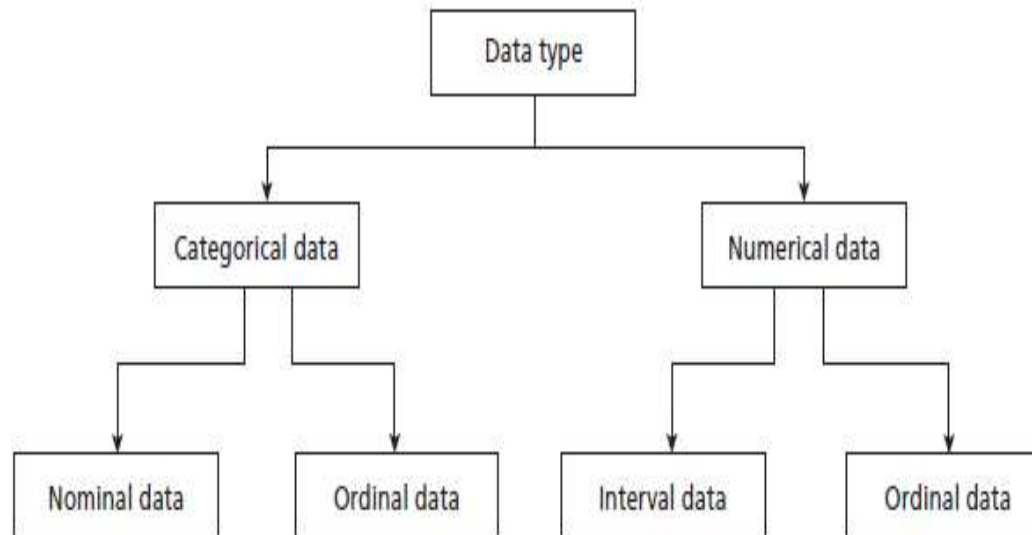 Data type
Categorical data
Numerical data
Nominal data
Ordinal data
Interval data
Ordinal data